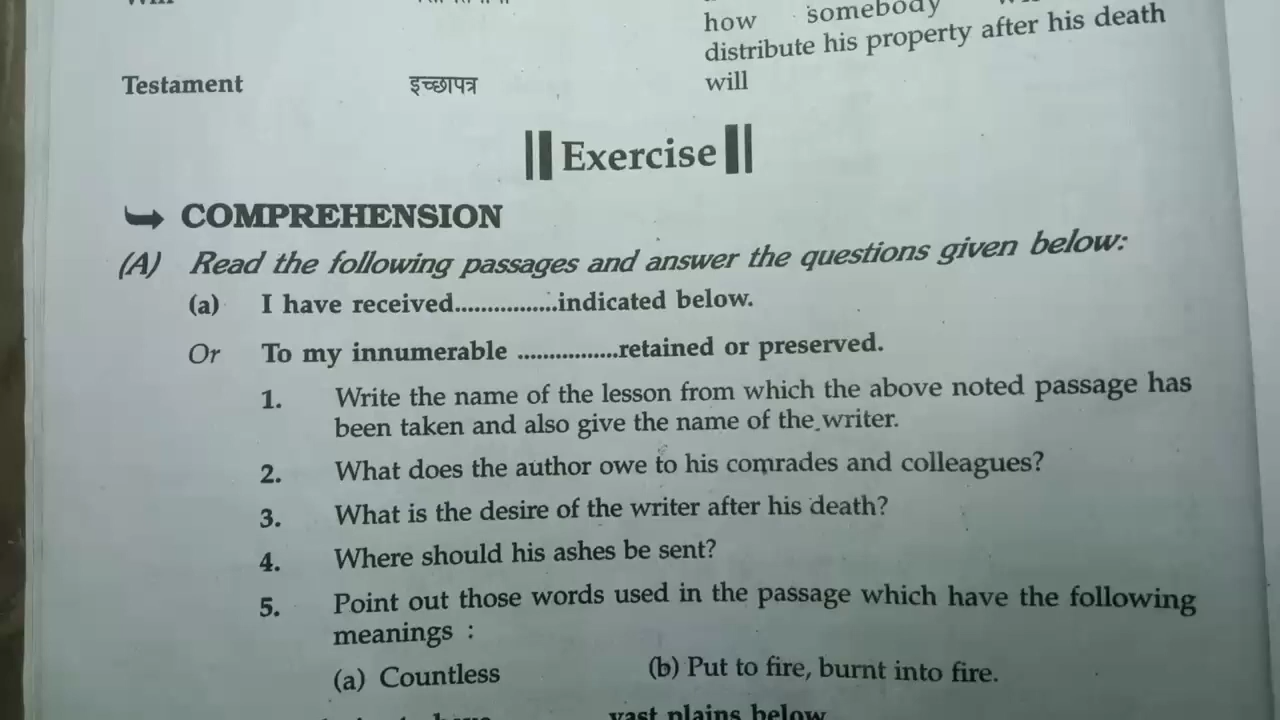 how somebody
distribute his property after his death
Testament इच्छापत्र will
Exercise
COMPREHENSION
(A) Read the following passages and answer the questions given below:
(a) I have received................indicated below.
Or To my innumerable ................retained or preserved.
1. Write the name of the lesson from which the above noted passage has
been taken and also give the name of the writer.
2. What does the author owe to his comrades and colleagues?
3. What is the desire of the writer after his death?
4. Where should his ashes be sent?
5. Point out those words used in the passage which have the following
meanings :
(a) Countless (b) Put to fire, burnt into fire.
vast plains below